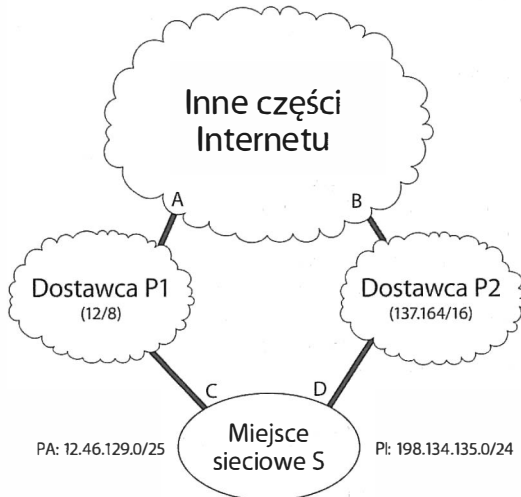 Inne części
Internetu
A
B
Dostawca P1
(12/8)
Dostawca P2
(137.164/16)
C
D
PA: 12.46.129.0/25
Miejsce
sieciowe S
PI: 198.134.135.0/24